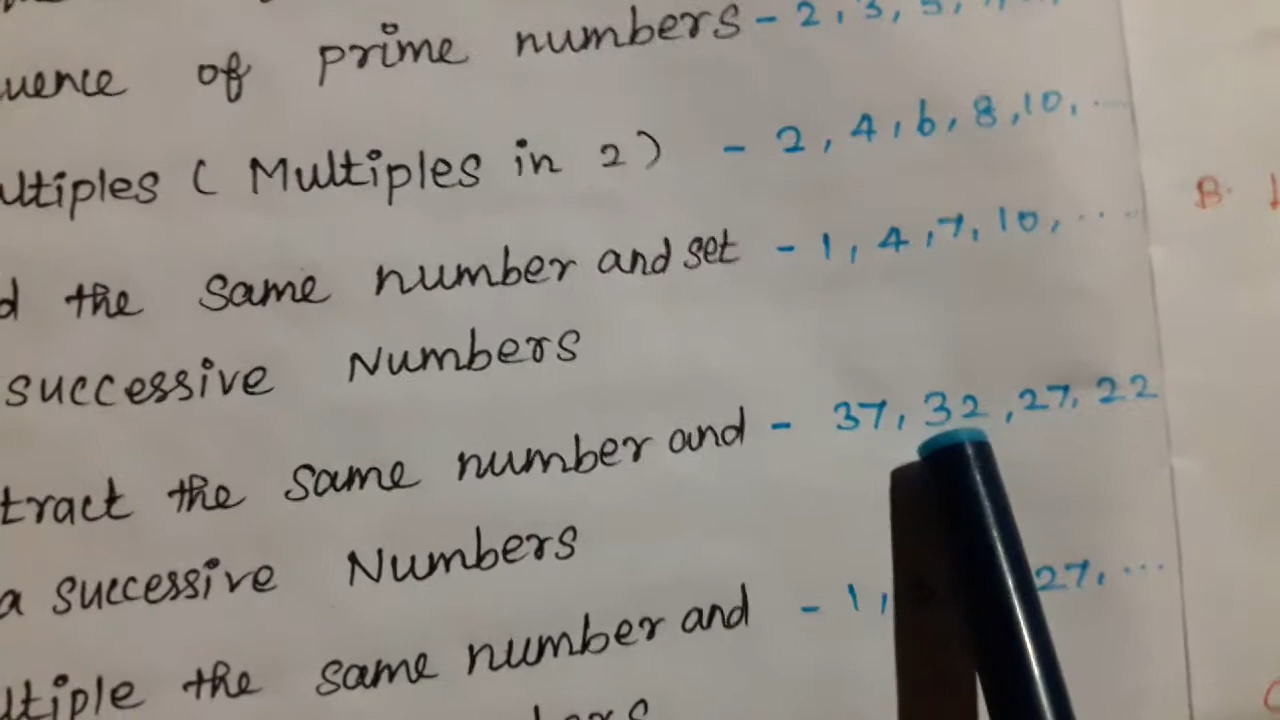 uence of prime numbers - 2, 3, 5, 7...
ultiples ( Multiples in 2) - 2, 4, 6, 8, 10, ...
d the same number and set - 1, 4, 7, 10, ...
successive Numbers
tract the same number and - 37, 32, 27, 22
a successive Numbers
ltiple the same number and - 1, 27, ...
B.